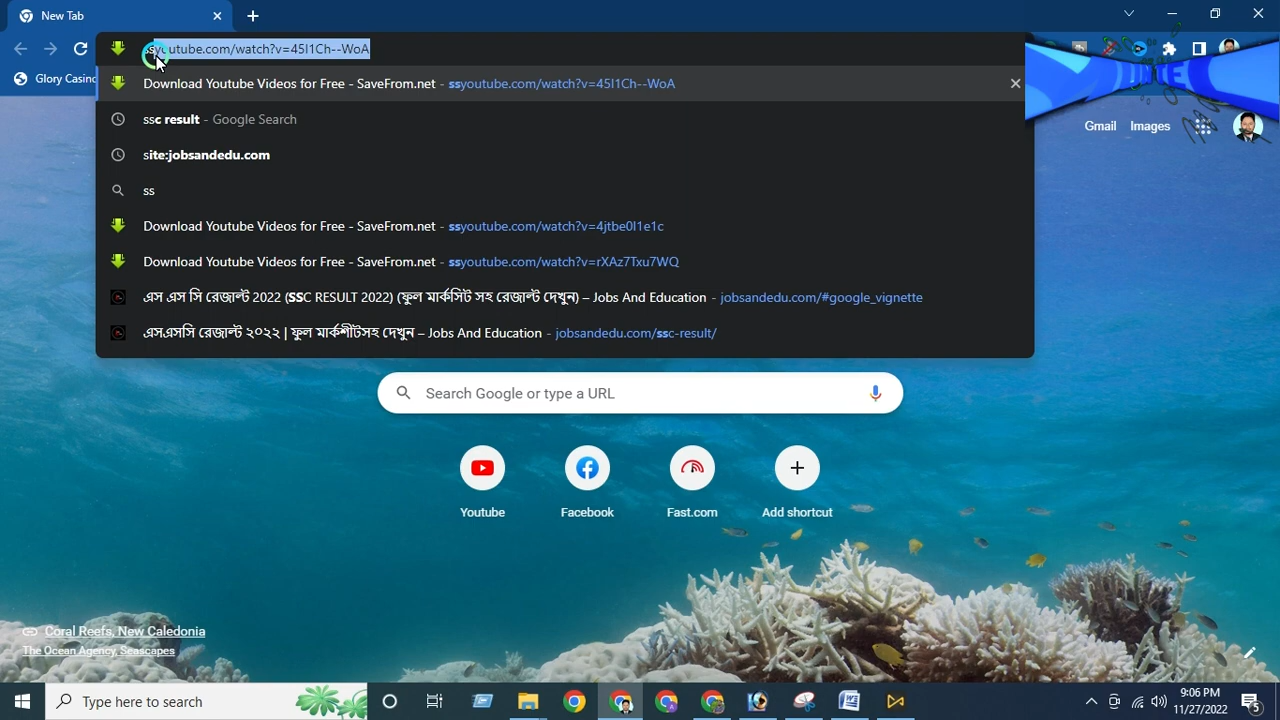 New Tab
ssyoutube.com/watch?v=45I1Ch--WoA
Glory Casino
Download Youtube Videos for Free - SaveFrom.net - ssyoutube.com/watch?v=45I1Ch--WoA
ssc result - Google Search
site:jobsandedu.com
ss
Download Youtube Videos for Free - SaveFrom.net - ssyoutube.com/watch?v=4jtbe0l1e1c
Download Youtube Videos for Free - SaveFrom.net - ssyoutube.com/watch?v=rXAz7Txu7WQ
এস এস সি রেজাল্ট 2022 (SSC RESULT 2022) (ফুল মার্কসিট সহ রেজাল্ট দেখুন) – Jobs And Education - jobsandedu.com/#google_vignette
এসএসসি রেজাল্ট ২০২২ | ফুল মার্কশীটসহ দেখুন – Jobs And Education - jobsandedu.com/ssc-result/
Gmail Images
Search Google or type a URL
Youtube Facebook Fast.com Add shortcut
Coral Reefs, New Caledonia
The Ocean Agency, Seascapes
Type here to search
9:06 PM
11/27/2022
5